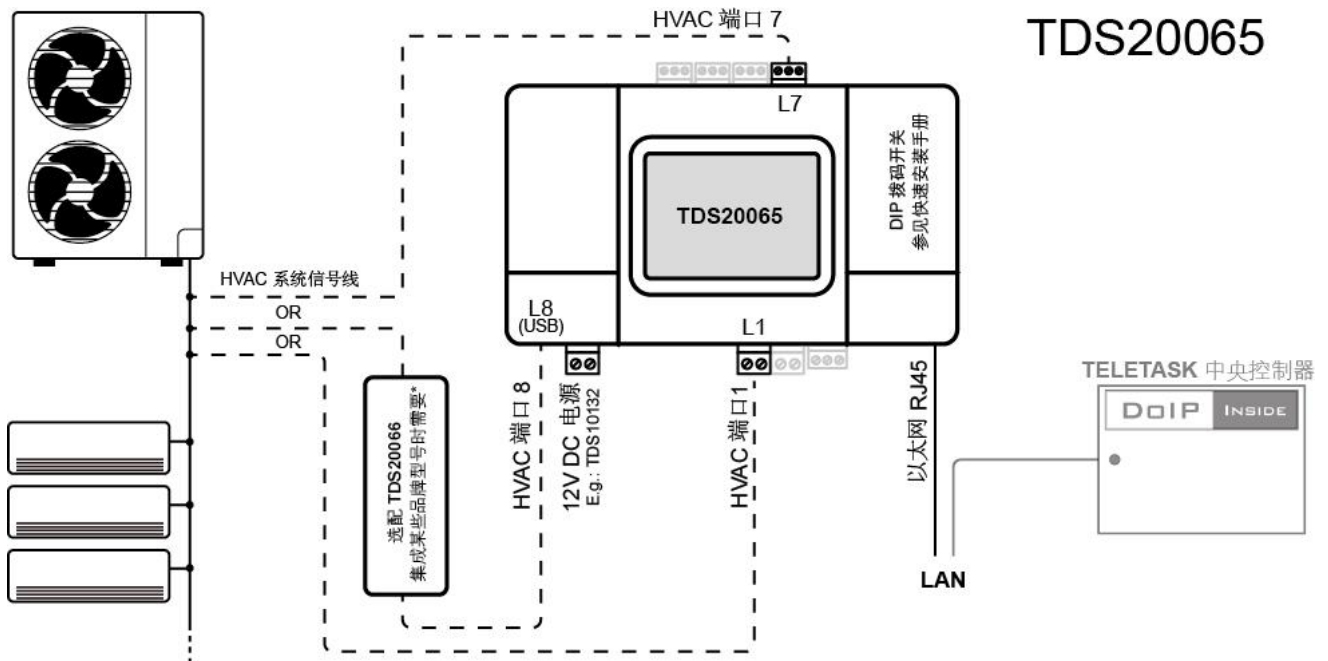 HVAC 端口 7
TDS20065
L7
DIP 拨码开关
参见快速安装手册
TDS20065
HVAC 系统信号线
OR
OR
L8
(USB)
L1
选配 TDS20066
集成某些品牌型号时需要*
HVAC 端口 8
12V DC 电源
E.g.: TDS10132
HVAC 端口1
以太网 RJ45
LAN
TELETASK 中央控制器
DoIP INSIDE